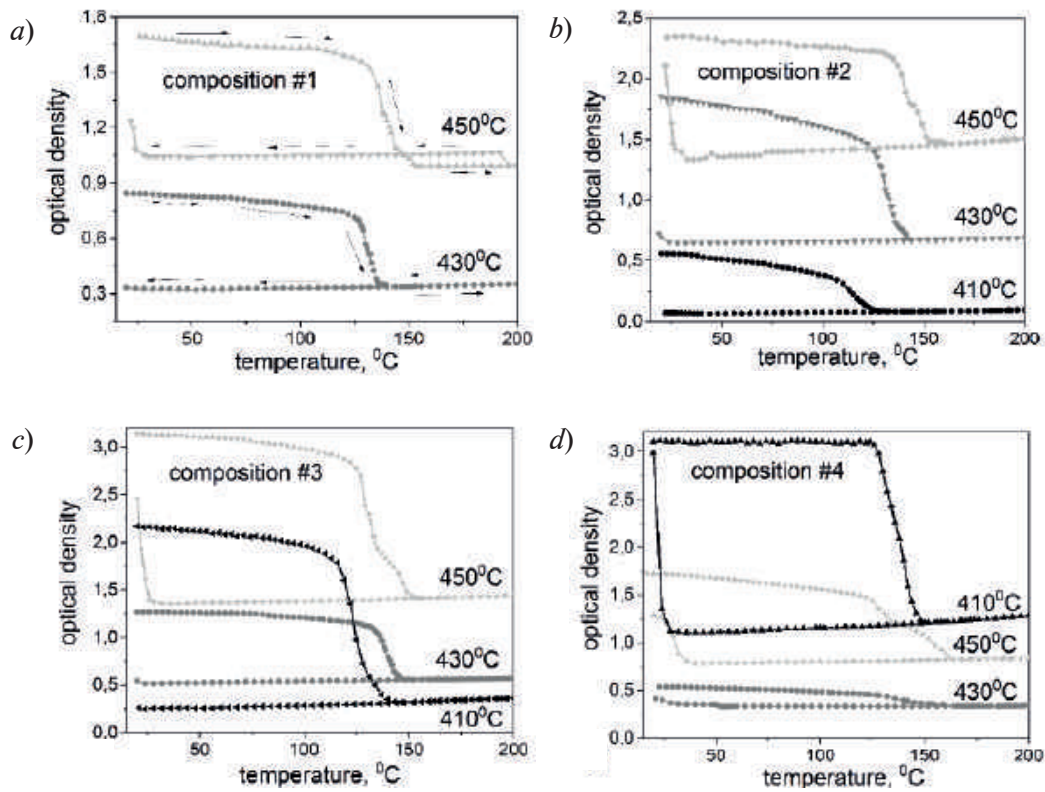 a)
1.8
1.5
1.2
0.9
0.6
0.3
optical density
composition #1
450⁰C
430⁰C
50
100
150
200
temperature, ⁰C
b)
2,5
2,0
1,5
1,0
0,5
0,0
optical density
composition #2
450⁰C
430⁰C
410⁰C
50
100
150
200
temperature, ⁰C
c)
3,0
2,5
2,0
1,5
1,0
0.5
0.0
optical density
composition #3
450⁰C
430⁰C
410⁰C
50
100
150
200
temperature, ⁰C
d)
3,0
2,5
2,0
1,5
1,0
0.5
0.0
optical density
composition #4
410⁰C
450⁰C
430⁰C
50
100
150
200
temperature, ⁰C